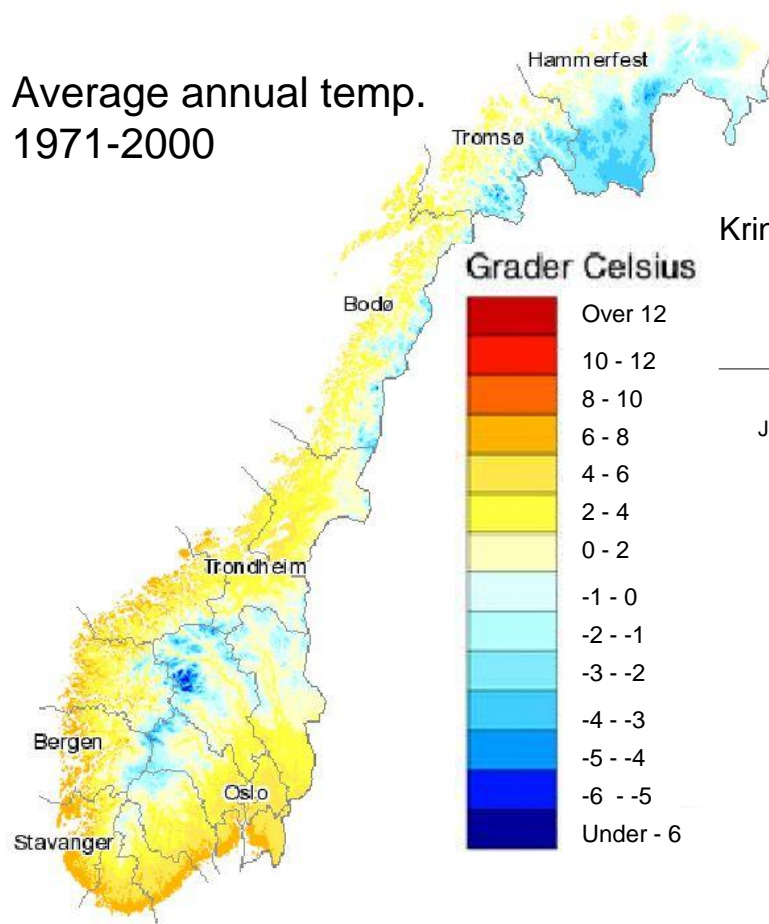 Average annual temp.
1971-2000
Hammerfest
Tromsø
Bodø
Trondheim
Bergen
Oslo
Stavanger
Krin
Grader Celsius
Over 12
10 - 12
8 - 10
6 - 8
4 - 6
2 - 4
0 - 2
-1 - 0
-2 - -1
-3 - -2
-4 - -3
-5 - -4
-6 - -5
Under - 6
J